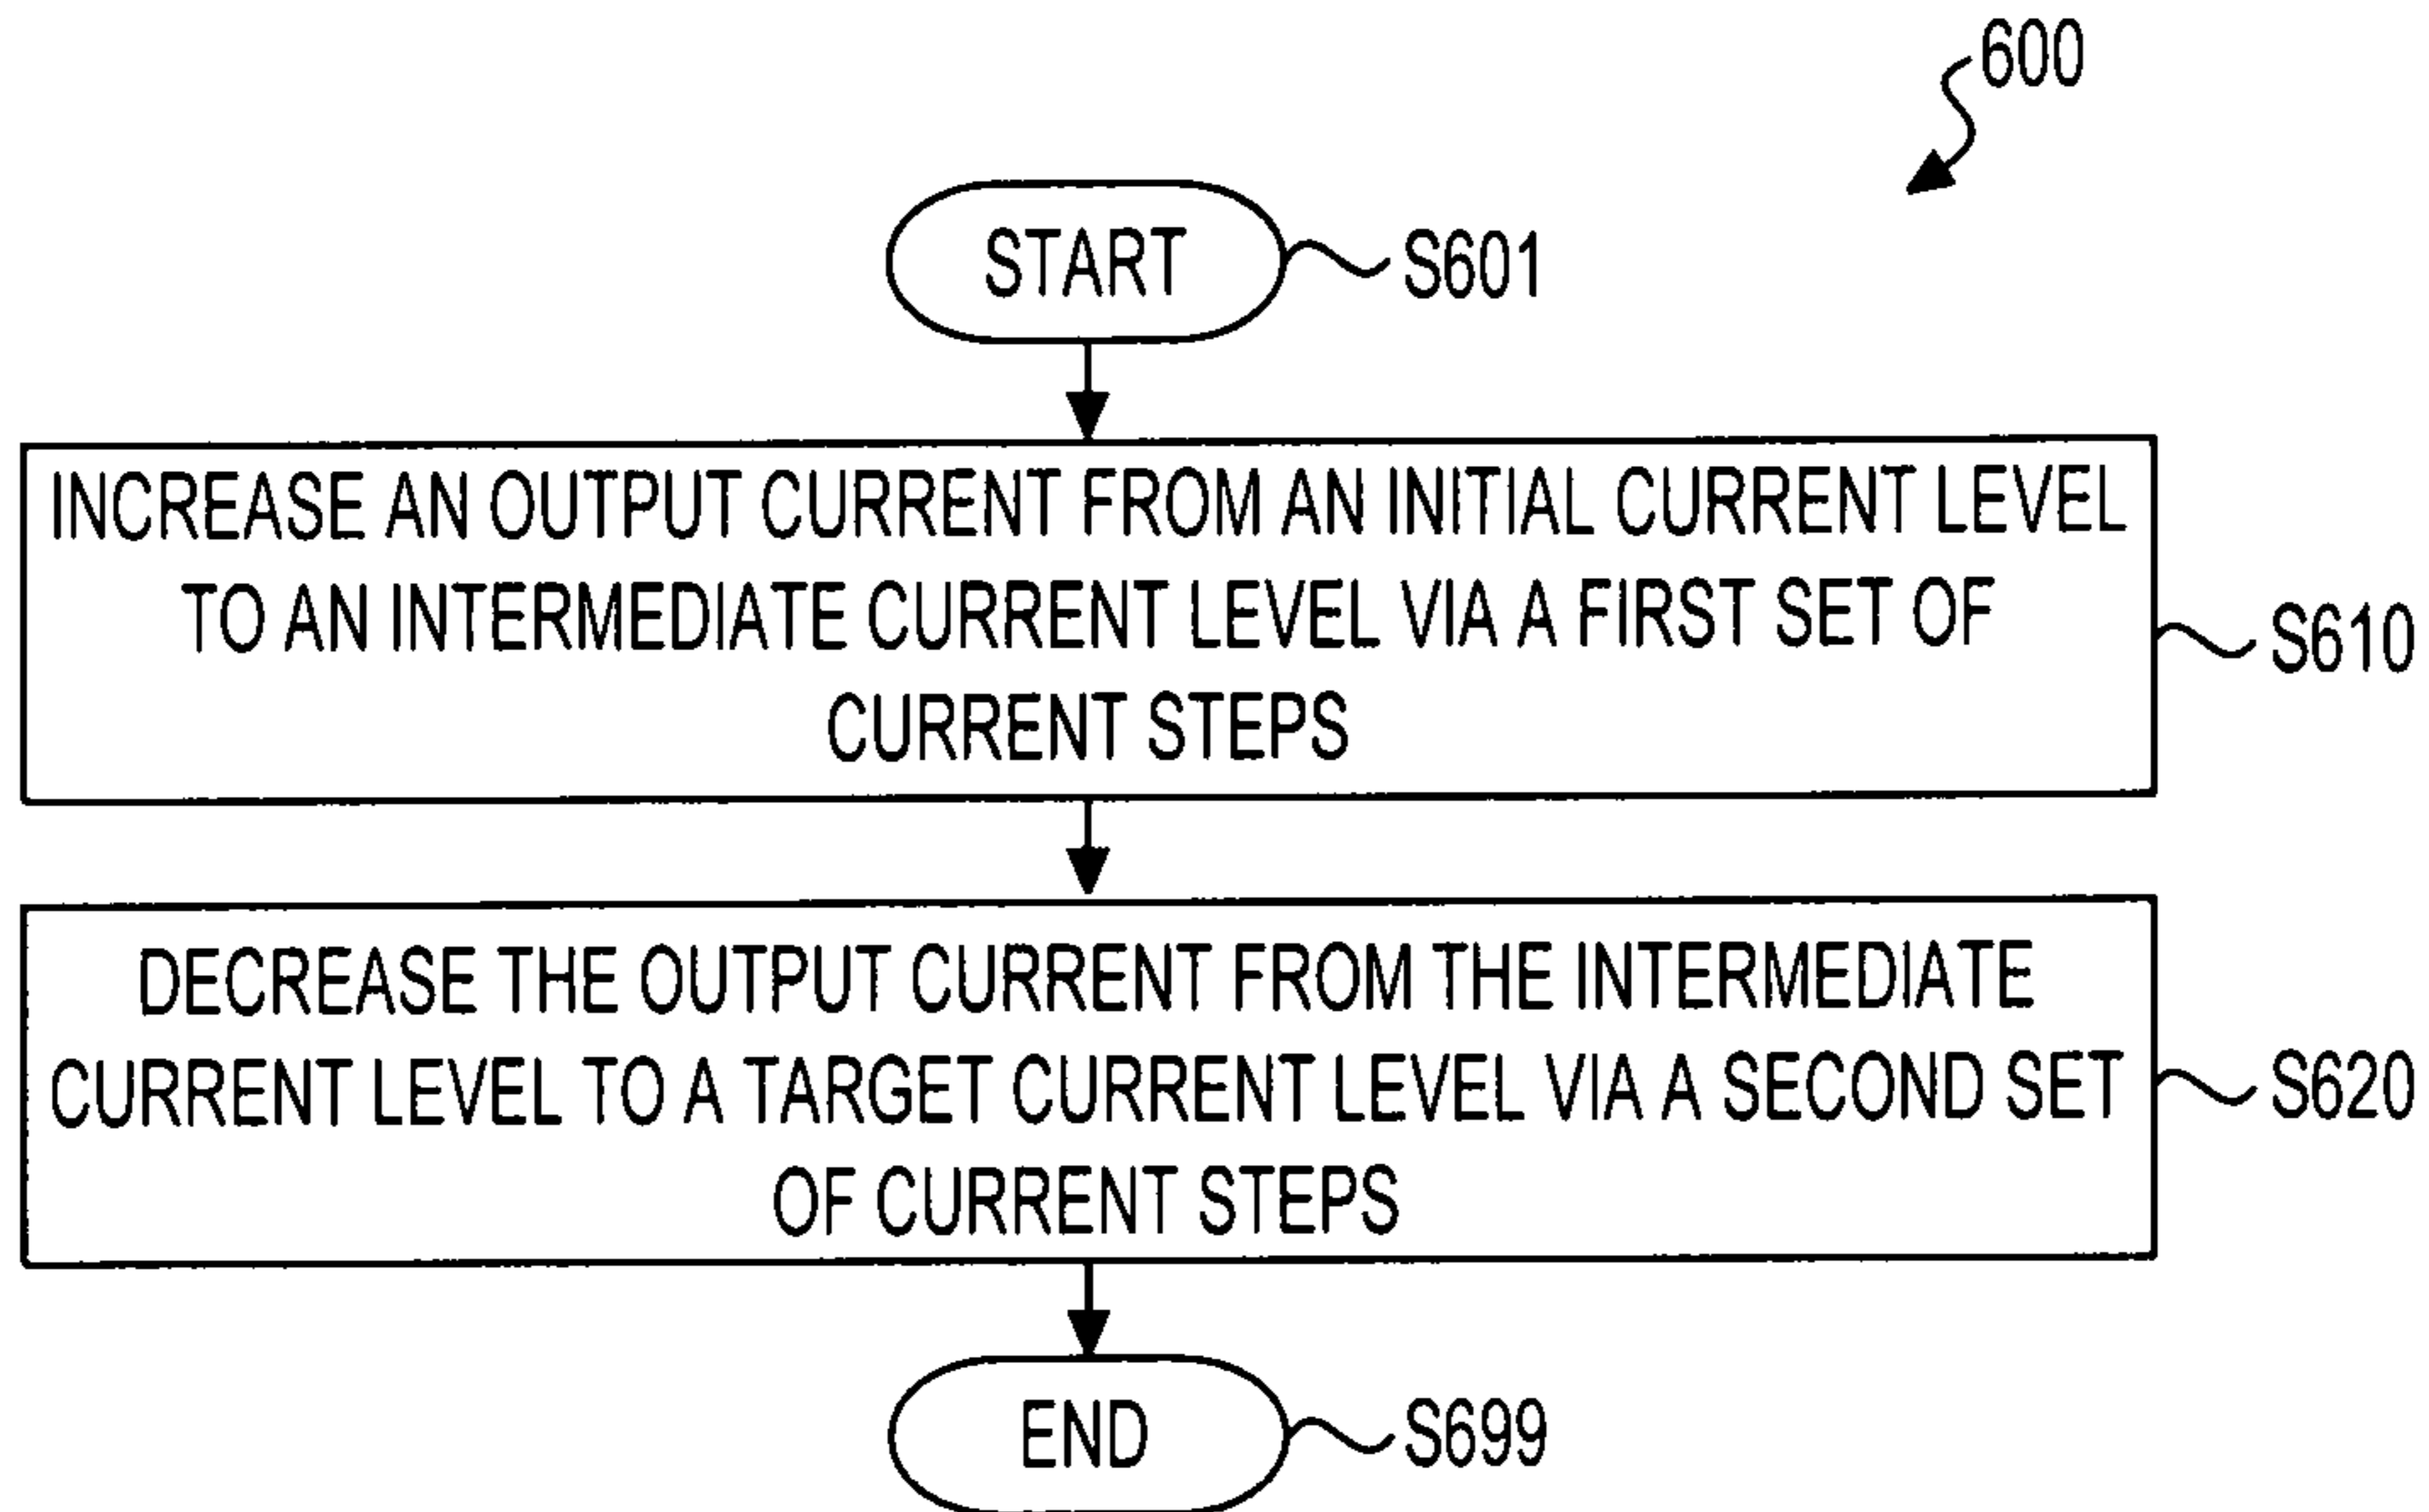 600
START
S601
INCREASE AN OUTPUT CURRENT FROM AN INITIAL CURRENT LEVEL
TO AN INTERMEDIATE CURRENT LEVEL VIA A FIRST SET OF
CURRENT STEPS
S610
DECREASE THE OUTPUT CURRENT FROM THE INTERMEDIATE
CURRENT LEVEL TO A TARGET CURRENT LEVEL VIA A SECOND SET
OF CURRENT STEPS
S620
END
S699